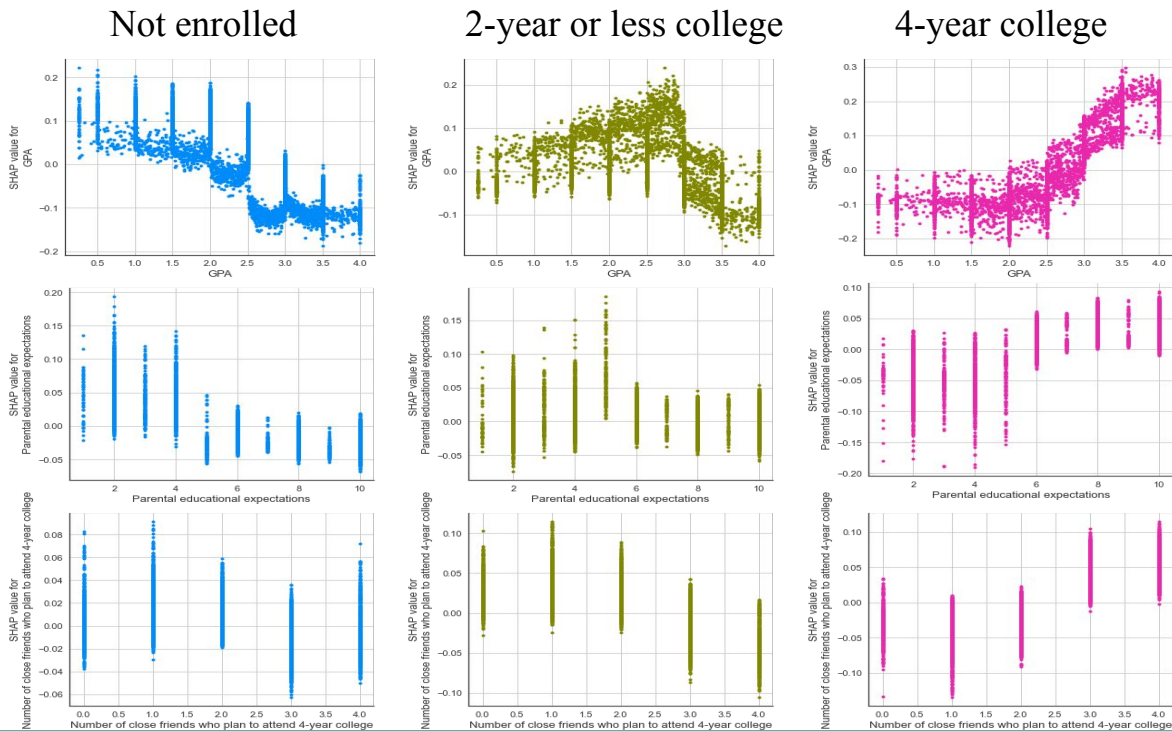 Not enrolled
2-year or less college
4-year college
0.2
0.1
0.0
−0.1
−0.2
SHAP value for
GPA
0.5 1.0 1.5 2.0 2.5 3.0 3.5 4.0
GPA
0.2
0.1
0.0
−0.1
SHAP value for
GPA
0.5 1.0 1.5 2.0 2.5 3.0 3.5 4.0
GPA
0.3
0.2
0.1
0.0
−0.1
−0.2
SHAP value for
GPA
0.5 1.0 1.5 2.0 2.5 3.0 3.5 4.0
GPA
0.20
0.15
0.10
0.05
0.00
−0.05
SHAP value for
Parental educational expectations
2 4 6 8 10
Parental educational expectations
0.15
0.10
0.05
0.00
−0.05
SHAP value for
Parental educational expectations
2 4 6 8 10
Parental educational expectations
0.10
0.05
0.00
−0.05
−0.10
−0.15
−0.20
SHAP value for
Parental educational expectations
2 4 6 8 10
Parental educational expectations
0.08
0.06
0.04
0.02
0.00
−0.02
−0.04
−0.06
SHAP value for
Number of close friends who plan to attend 4-year college
0.0 0.5 1.0 1.5 2.0 2.5 3.0 3.5 4.0
Number of close friends who plan to attend 4-year college
0.10
0.05
0.00
−0.05
−0.10
SHAP value for
Number of close friends who plan to attend 4-year college
0.0 0.5 1.0 1.5 2.0 2.5 3.0 3.5 4.0
Number of close friends who plan to attend 4-year college
0.10
0.05
0.00
−0.05
−0.10
SHAP value for
Number of close friends who plan to attend 4-year college
0.0 0.5 1.0 1.5 2.0 2.5 3.0 3.5 4.0
Number of close friends who plan to attend 4-year college